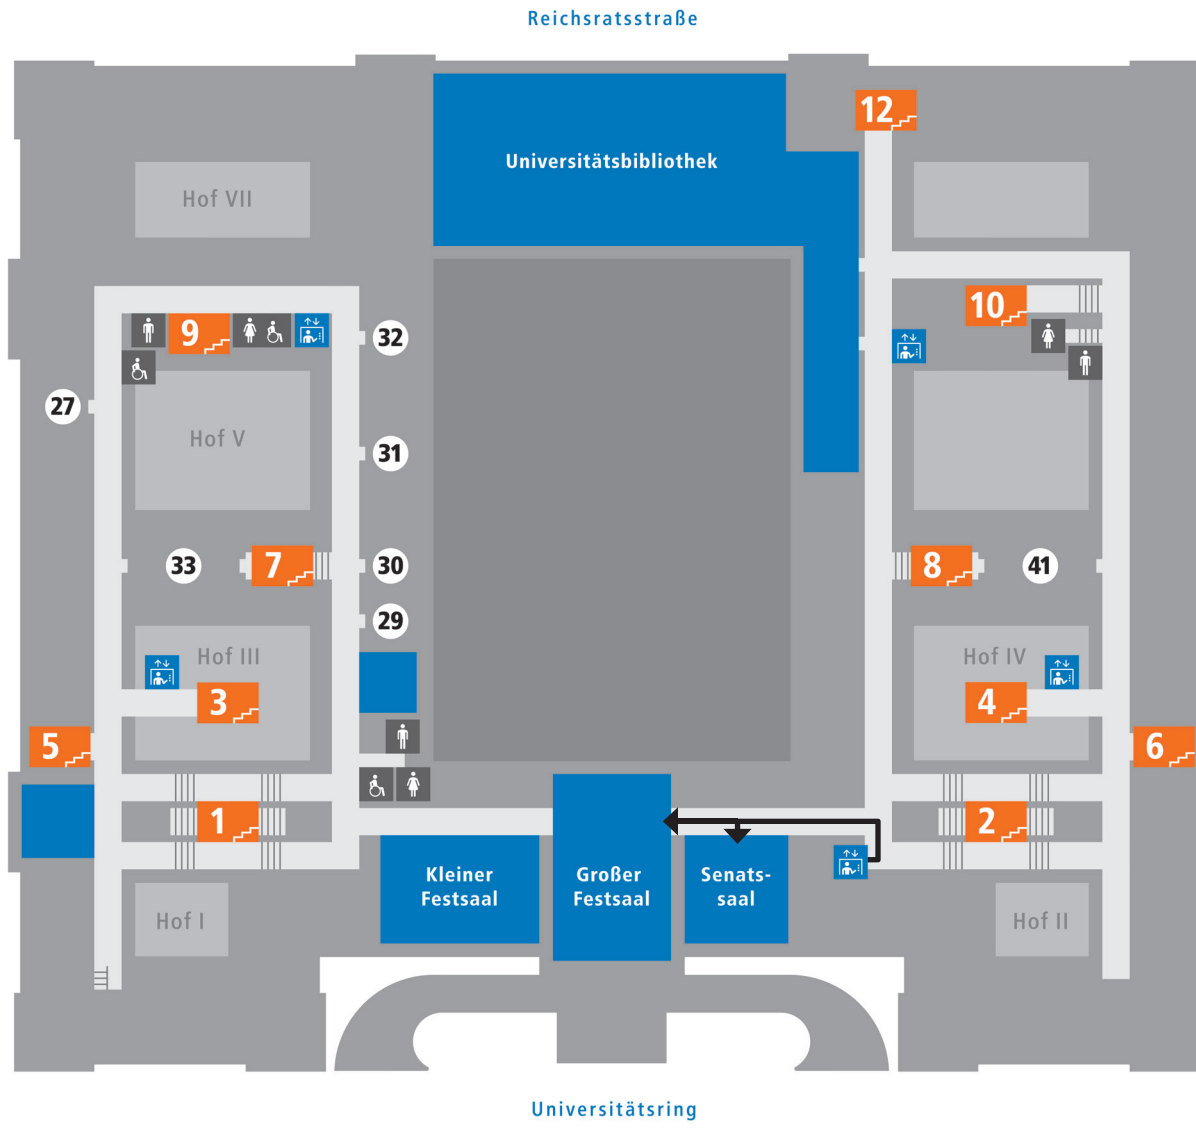 Reichsratsstraße
12
Universitätsbibliothek
Hof VII
10
9
32
27
Hof V
31
33
7
30
8
41
29
Hof III
Hof IV
3
4
5
6
1
2
Kleiner
Festsaal
Großer
Festsaal
Senats-
saal
Hof I
Hof II
Universitätsring